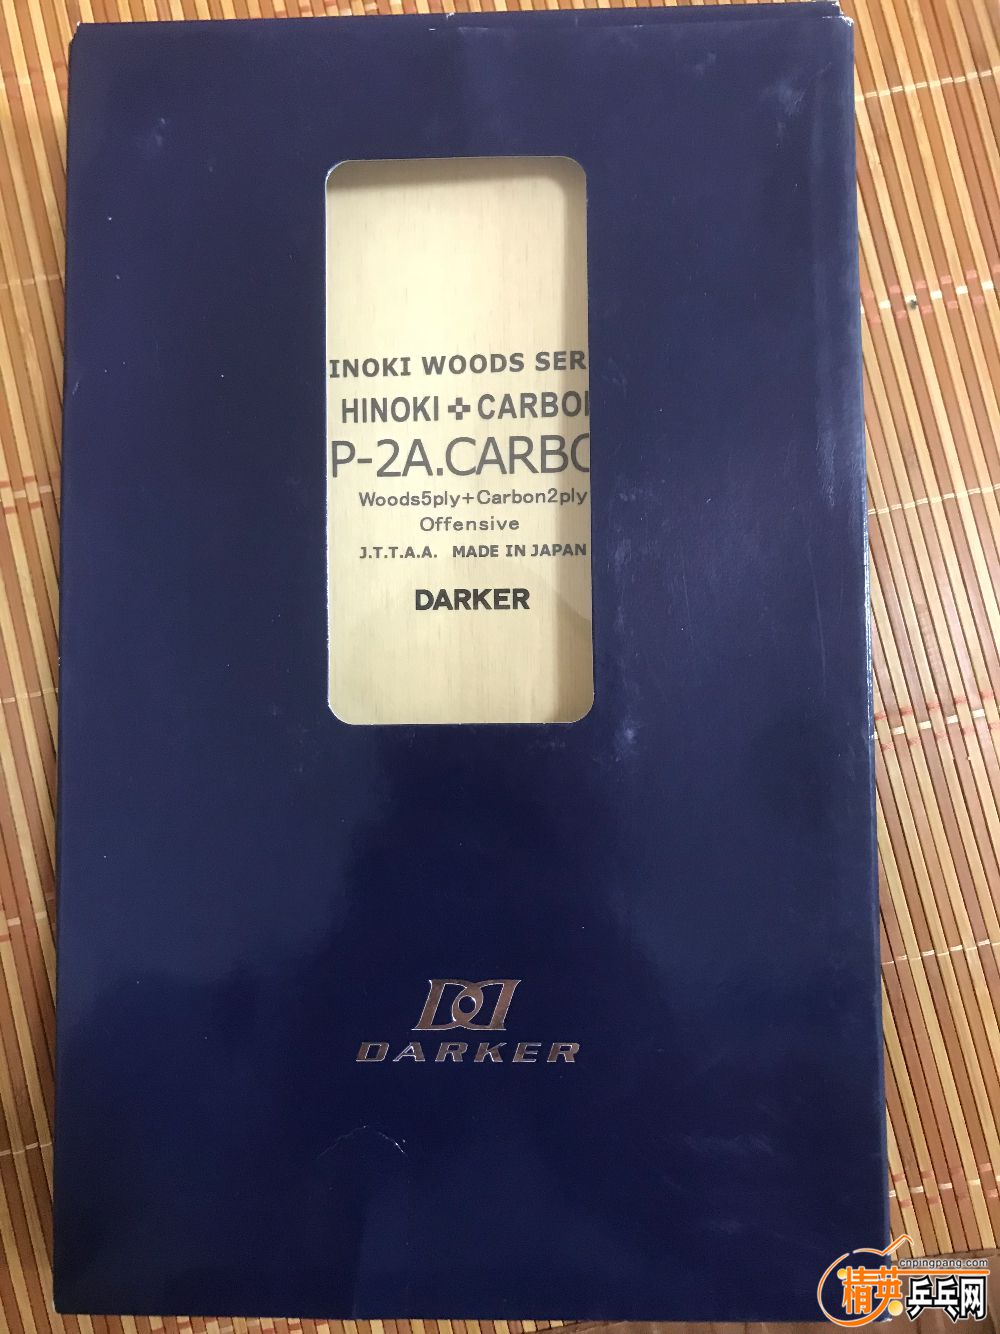 INOKI WOODS SER
HINOKI + CARBO
P-2A.CARBO
Woods5ply+Carbon2ply
Offensive
J.T.T.A.A. MADE IN JAPAN
DARKER
DARKER
cnpingpang.com
精英乒乓网